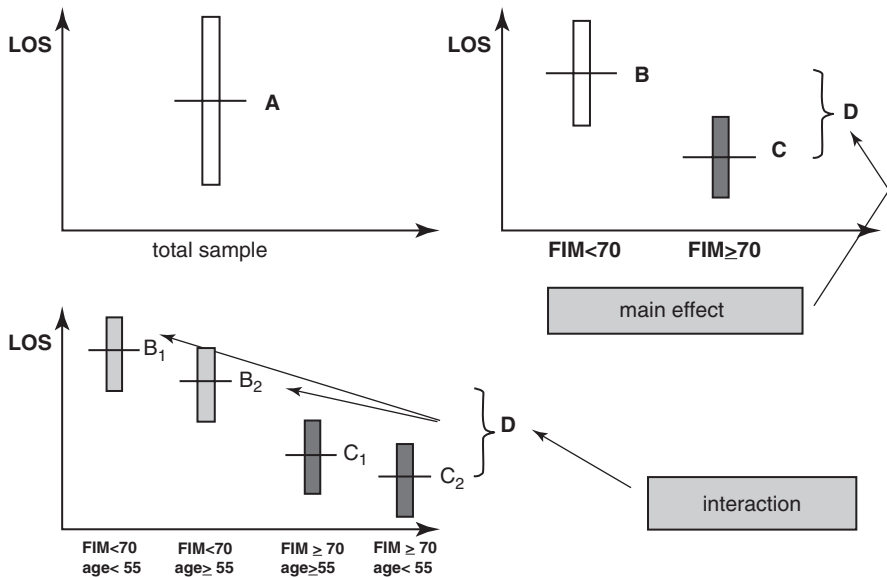 LOS
A
total sample
LOS
B
C
D
FIM<70
FIM≥70
main effect
LOS
B₁
B₂
C₁
C₂
D
interaction
FIM<70
age< 55
FIM<70
age≥ 55
FIM ≥ 70
age≥55
FIM ≥ 70
age< 55